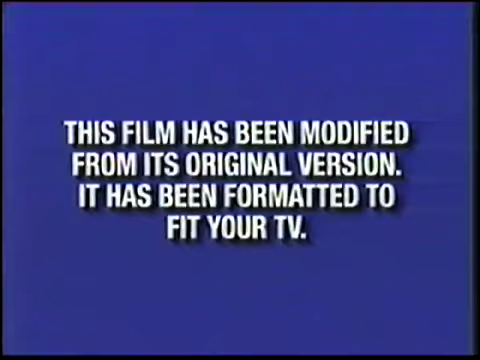 THIS FILM HAS BEEN MODIFIED
FROM ITS ORIGINAL VERSION.
IT HAS BEEN FORMATTED TO
FIT YOUR TV.